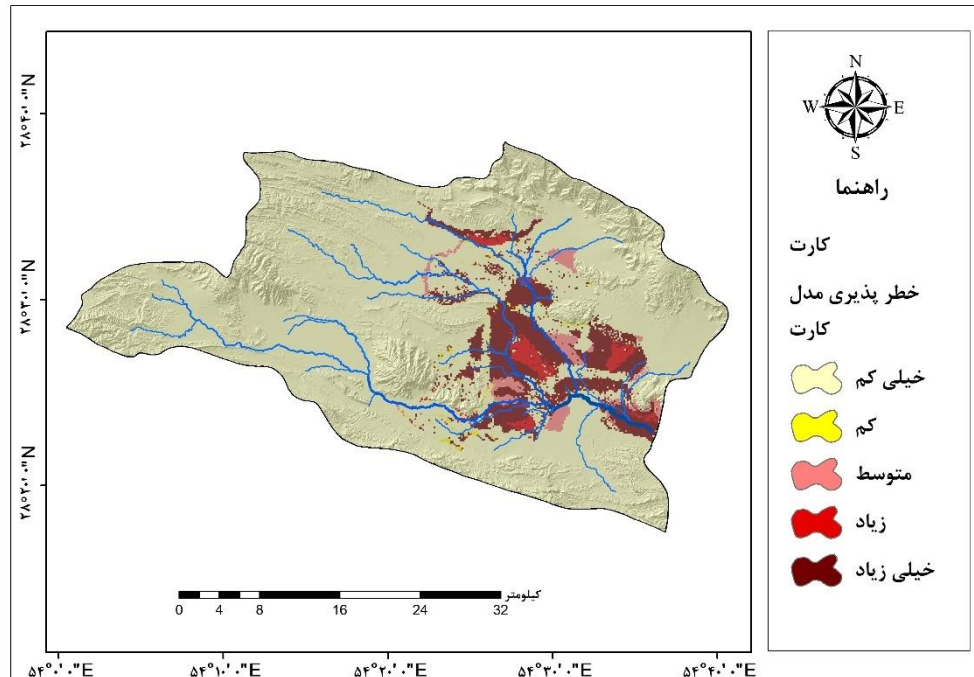 ۲۸°۴۰'۰"N
۲۸°۳۰'۰"N
۲۸°۲۰'۰"N
۵۴°۰'۰"E
۵۴°۱۰'۰"E
۵۴°۲۰'۰"E
۵۴°۳۰'۰"E
۵۴°۴۰'۰"E
کیلومتر
0 4 8 16 24 32
N
W E
S
راهنما
کارت
خطر پذیری مدل
کارت
خیلی کم
کم
متوسط
زیاد
خیلی زیاد